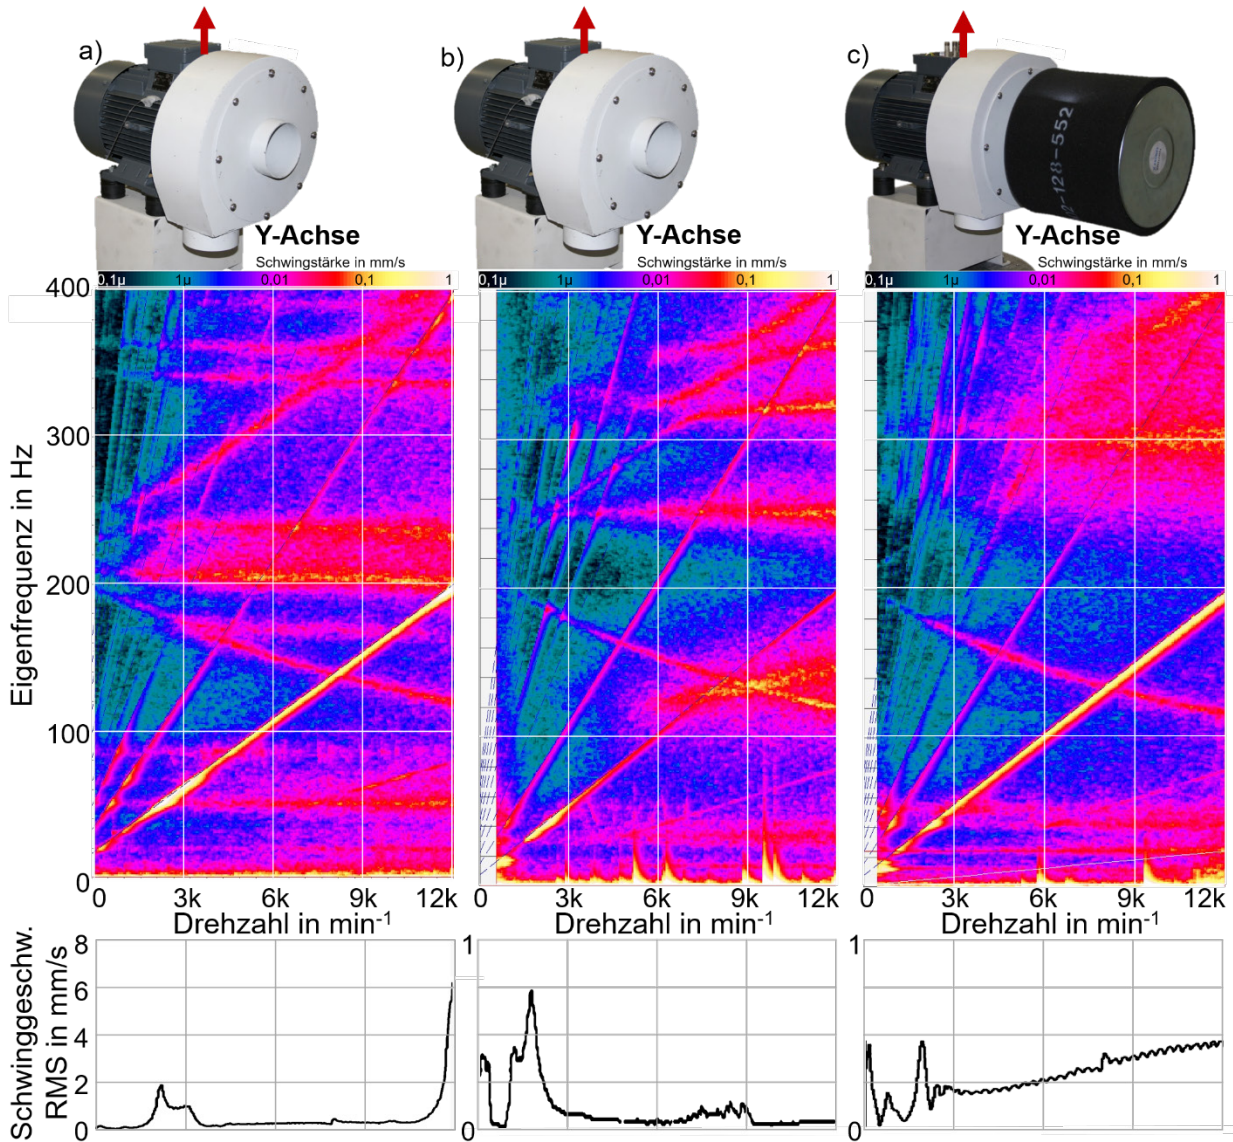 a)
b)
c)
2-128-552
Y-Achse
Y-Achse
Y-Achse
Schwingstärke in mm/s
Schwingstärke in mm/s
Schwingstärke in mm/s
0,1µ 1µ 0,01 0,1 1
0,1µ 1µ 0,01 0,1 1
0,1µ 1µ 0,01 0,1 1
Eigenfrequenz in Hz
400
300
200
100
0
0 3k 6k 9k 12k
0 3k 6k 9k 12k
0 3k 6k 9k 12k
Drehzahl in min⁻¹
Drehzahl in min⁻¹
Drehzahl in min⁻¹
Schwinggeschw.
RMS in mm/s
8
6
4
2
0
1
0
1
0